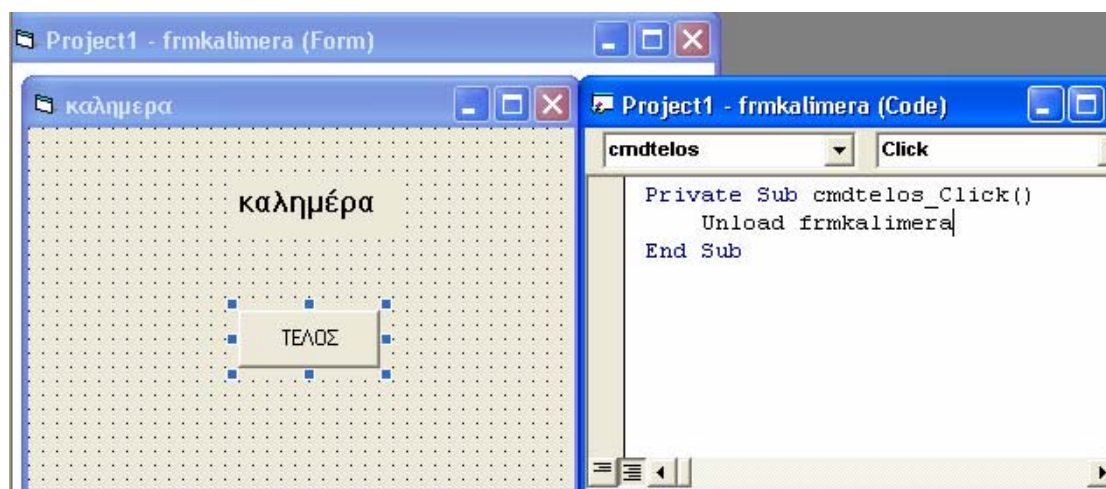 Project1 - frmkalimera (Form)
καλημερα
καλημέρα
ΤΕΛΟΣ
Project1 - frmkalimera (Code)
cmdtelos
Click
Private Sub cmdtelos_Click()
Unload frmkalimera
End Sub